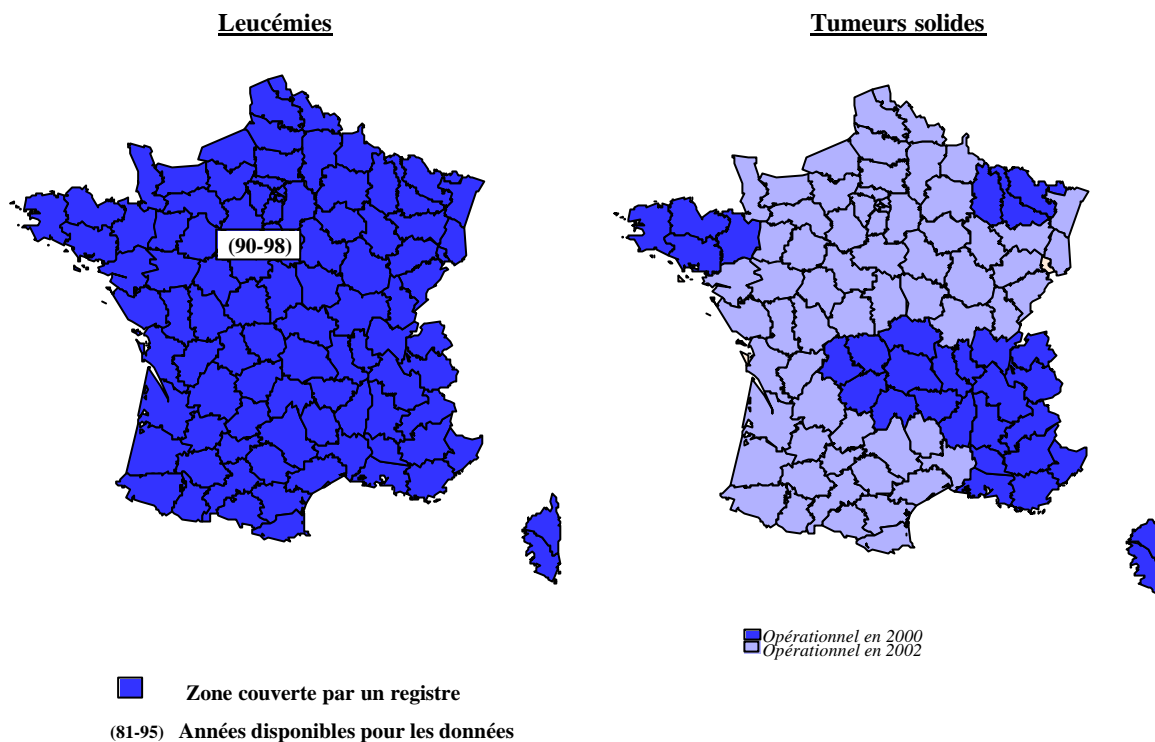 Leucémies
Tumeurs solides
(90-98)
Opérationnel en 2000
Opérationnel en 2002
Zone couverte par un registre
(81-95) Années disponibles pour les données